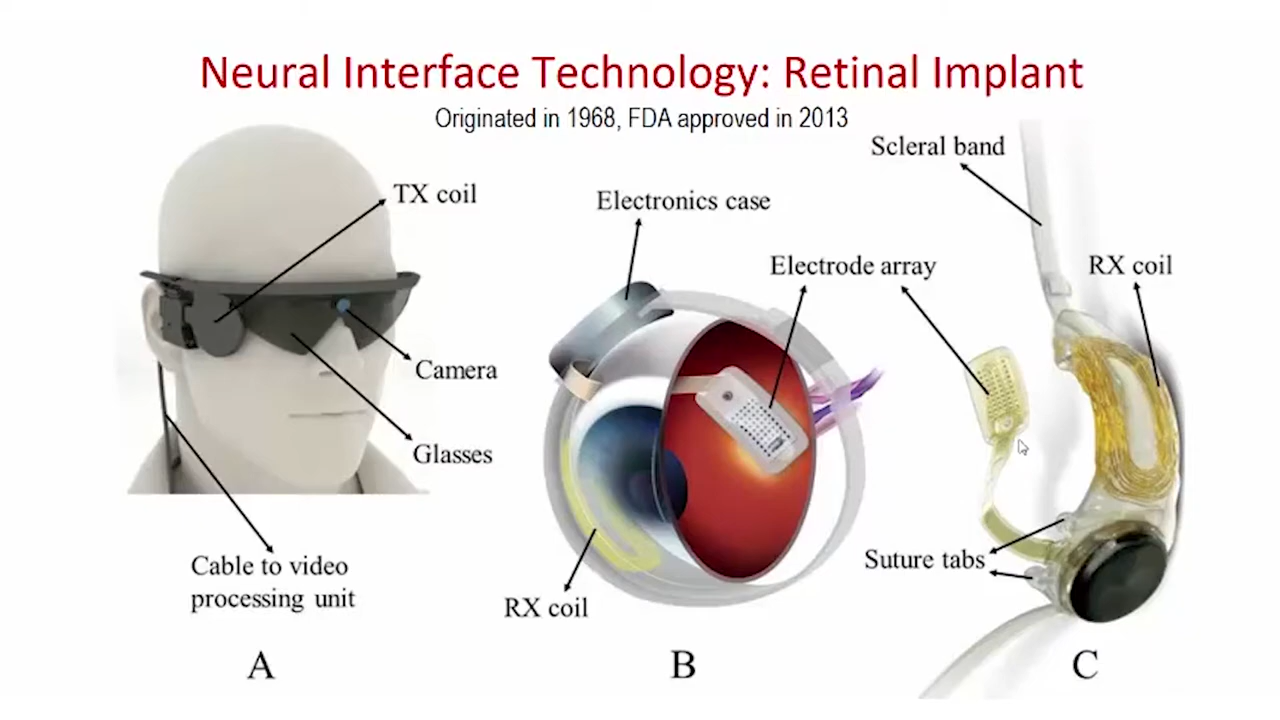 Neural Interface Technology: Retinal Implant
Originated in 1968, FDA approved in 2013
TX coil
Camera
Glasses
Cable to video
processing unit
A
Electronics case
Electrode array
RX coil
B
Scleral band
RX coil
Suture tabs
C